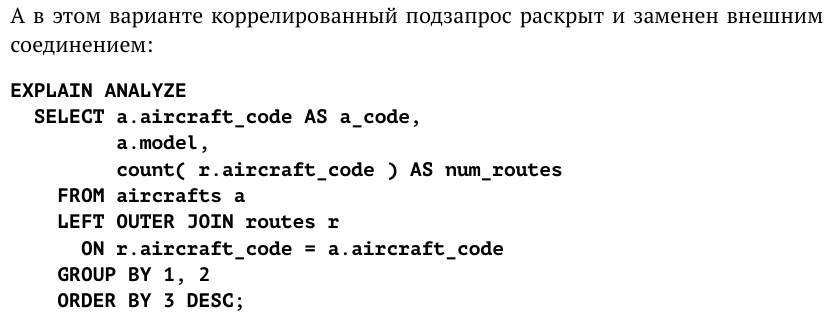 А в этом варианте коррелированный подзапрос раскрыт и заменен внешним
соединением:
EXPLAIN ANALYZE
SELECT a.aircraft_code AS a_code,
a.model,
count( r.aircraft_code ) AS num_routes
FROM aircrafts a
LEFT OUTER JOIN routes r
ON r.aircraft_code = a.aircraft_code
GROUP BY 1, 2
ORDER BY 3 DESC;